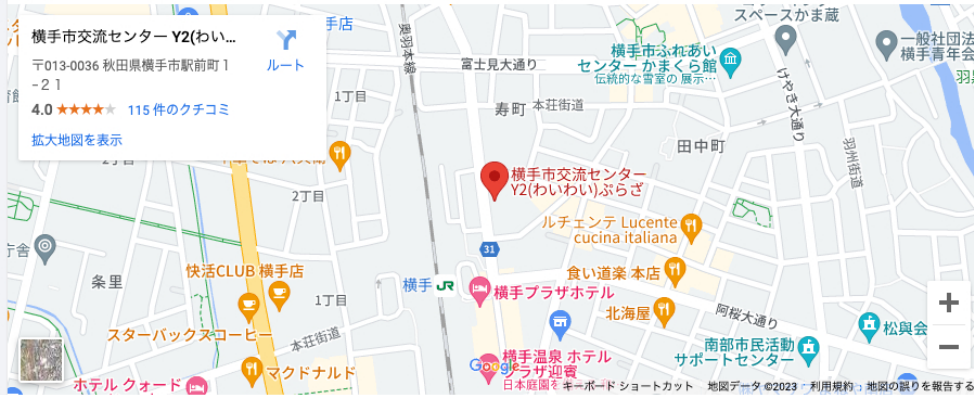 横手市交流センター Y2(わい...
〒013-0036 秋田県横手市駅前町1
−２１
4.0
115 件のクチコミ
拡大地図を表示
ルート
手店
奥羽本線
富士見大通り
横手市ふれあい
センター かまくら館
伝統的な雪室の 展示...
スペースかま蔵
一般社団法
横手青年会
けやき大通り
羽州街道
1丁目
寿町
本荘街道
田中町
2丁目
2丁目
横手市交流センター
Y2(わいわい)ぷらざ
ルチェンテ Lucente
cucina italiana
31
庁舎
条里
快活CLUB 横手店
横手
JR
横手プラザホテル
食い道楽 本店
北海屋
阿桜大通り
1丁目
スターバックスコーヒー
本荘街道
松與会
南部市民活動
サポートセンター
横手温泉 ホテル
プラザ迎賓
日本庭園を
マクドナルド
ホテル クォード
Google
キーボード ショートカット
地図データ ©2023
利用規約
地図の誤りを報告する